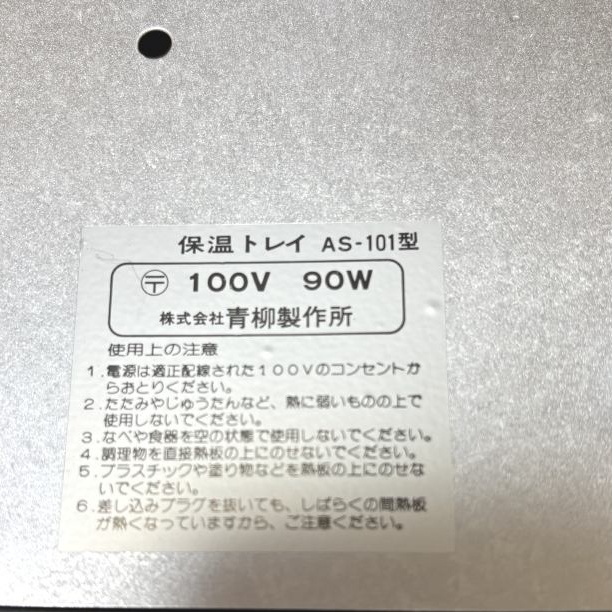 保温トレイ AS-101型
〶 100V 90W
株式会社青柳製作所
使用上の注意
1.電源は適正配線された100Vのコンセントか
らおとりください。
2.たたみやじゅうたんなど、熱に弱いものの上で
使用しないでください。
3.なべや食器を空の状態で使用しないでください。
4.調理物を直接熱板の上にのせないでください。
5.プラスチックや塗り物などを熱板の上にのせな
いでください。
6.差し込みプラグを抜いても、しばらくの間熱板
が熱くなっていますから、ご注意ください。